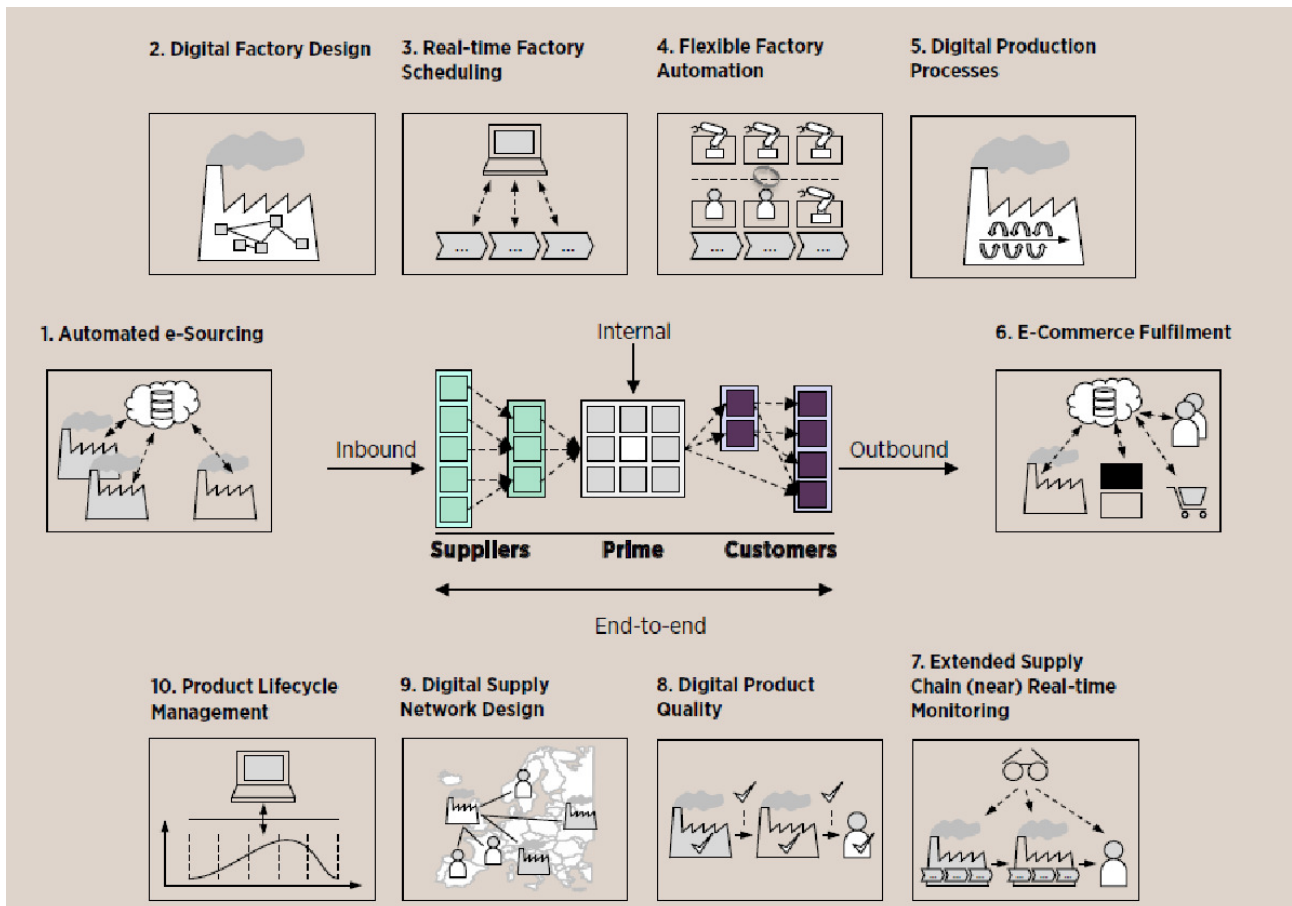 2. Digital Factory Design
3. Real-time Factory
Scheduling
4. Flexible Factory
Automation
5. Digital Production
Processes
... ... ...
... ... ...
1. Automated e-Sourcing
Internal
6. E-Commerce Fulfilment
Inbound
Outbound
Suppliers
Prime
Customers
End-to-end
10. Product Lifecycle
Management
9. Digital Supply
Network Design
8. Digital Product
Quality
7. Extended Supply
Chain (near) Real-time
Monitoring
... ... ... ... ... ...